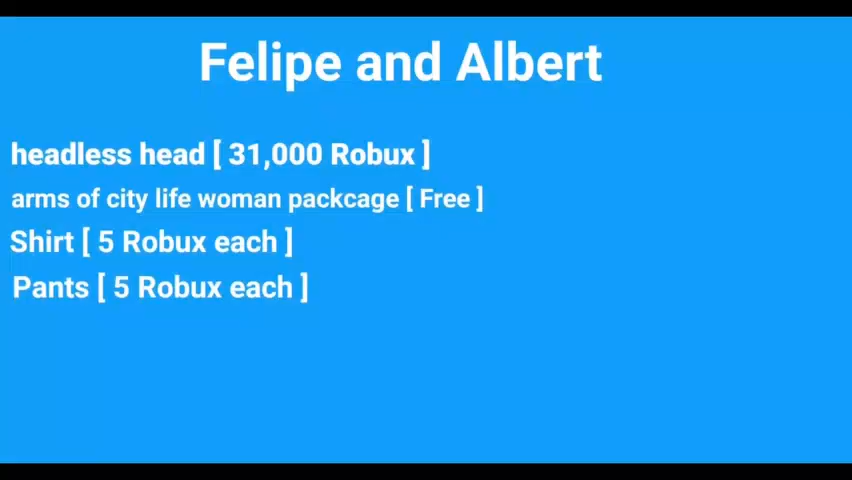 Felipe and Albert
headless head [ 31,000 Robux ]
arms of city life woman packcage [ Free ]
Shirt [ 5 Robux each ]
Pants [ 5 Robux each ]